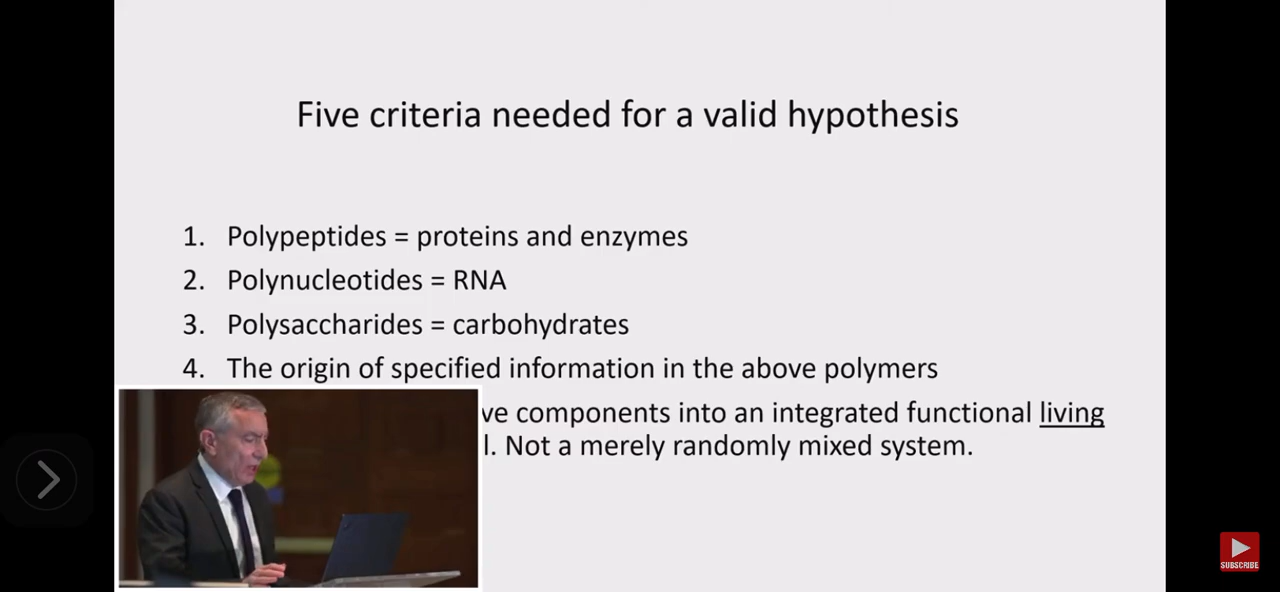 Five criteria needed for a valid hypothesis
1. Polypeptides = proteins and enzymes
2. Polynucleotides = RNA
3. Polysaccharides = carbohydrates
4. The origin of specified information in the above polymers
components into an integrated functional living
Not a merely randomly mixed system.
SUBSCRIBE